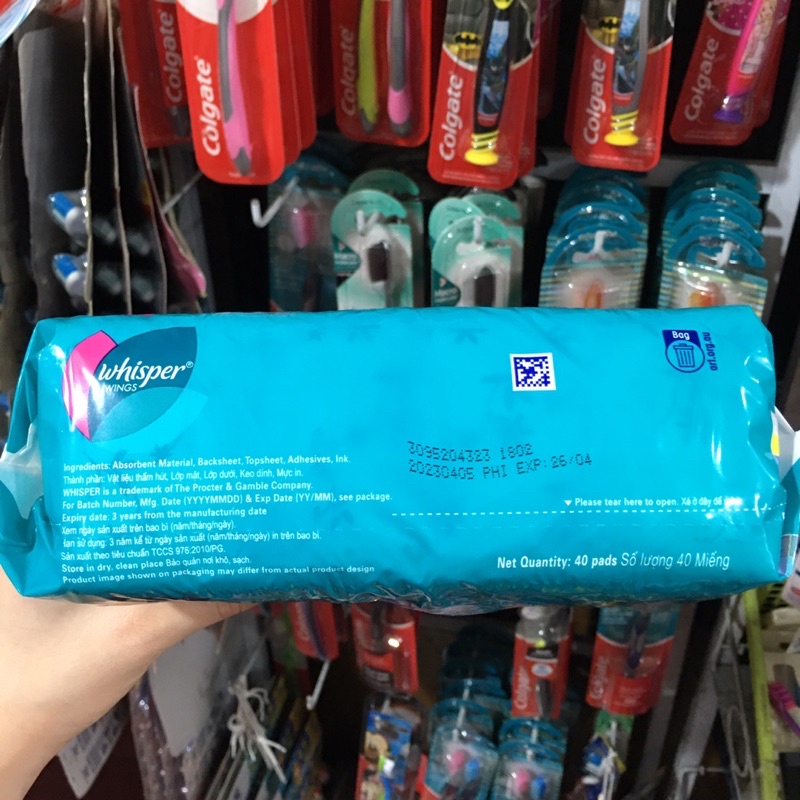 Colgate
Colgate
Colgate
Colgate
Colgate
whisper®
WINGS
Bag
arl.org.au
3095204323 1802
20230405 PHI EXP:26/04
Ingredients: Absorbent Material, Backsheet, Topsheet, Adhesives, Ink.
Thành phần: Vật liệu thấm hút, Lớp mặt, Lớp dưới, Keo dính, Mực in.
WHISPER is a trademark of The Procter & Gamble Company.
For Batch Number, Mfg. Date (YYYYMMDD) & Exp Date (YY/MM), see package.
Expiry date: 3 years from the manufacturing date
Xem ngày sản xuất trên bao bì (năm/tháng/ngày).
Hạn sử dụng: 3 năm kể từ ngày sản xuất (năm/tháng/ngày) in trên bao bì.
Sản xuất theo tiêu chuẩn TCCS 976:2010/PG.
Store in dry, clean place Bảo quản nơi khô, sạch.
Product image shown on packaging may differ from actual product design
Please tear here to open. Xé ở đây để
Net Quantity: 40 pads Số lượng 40 Miếng
Colgate
Colgate